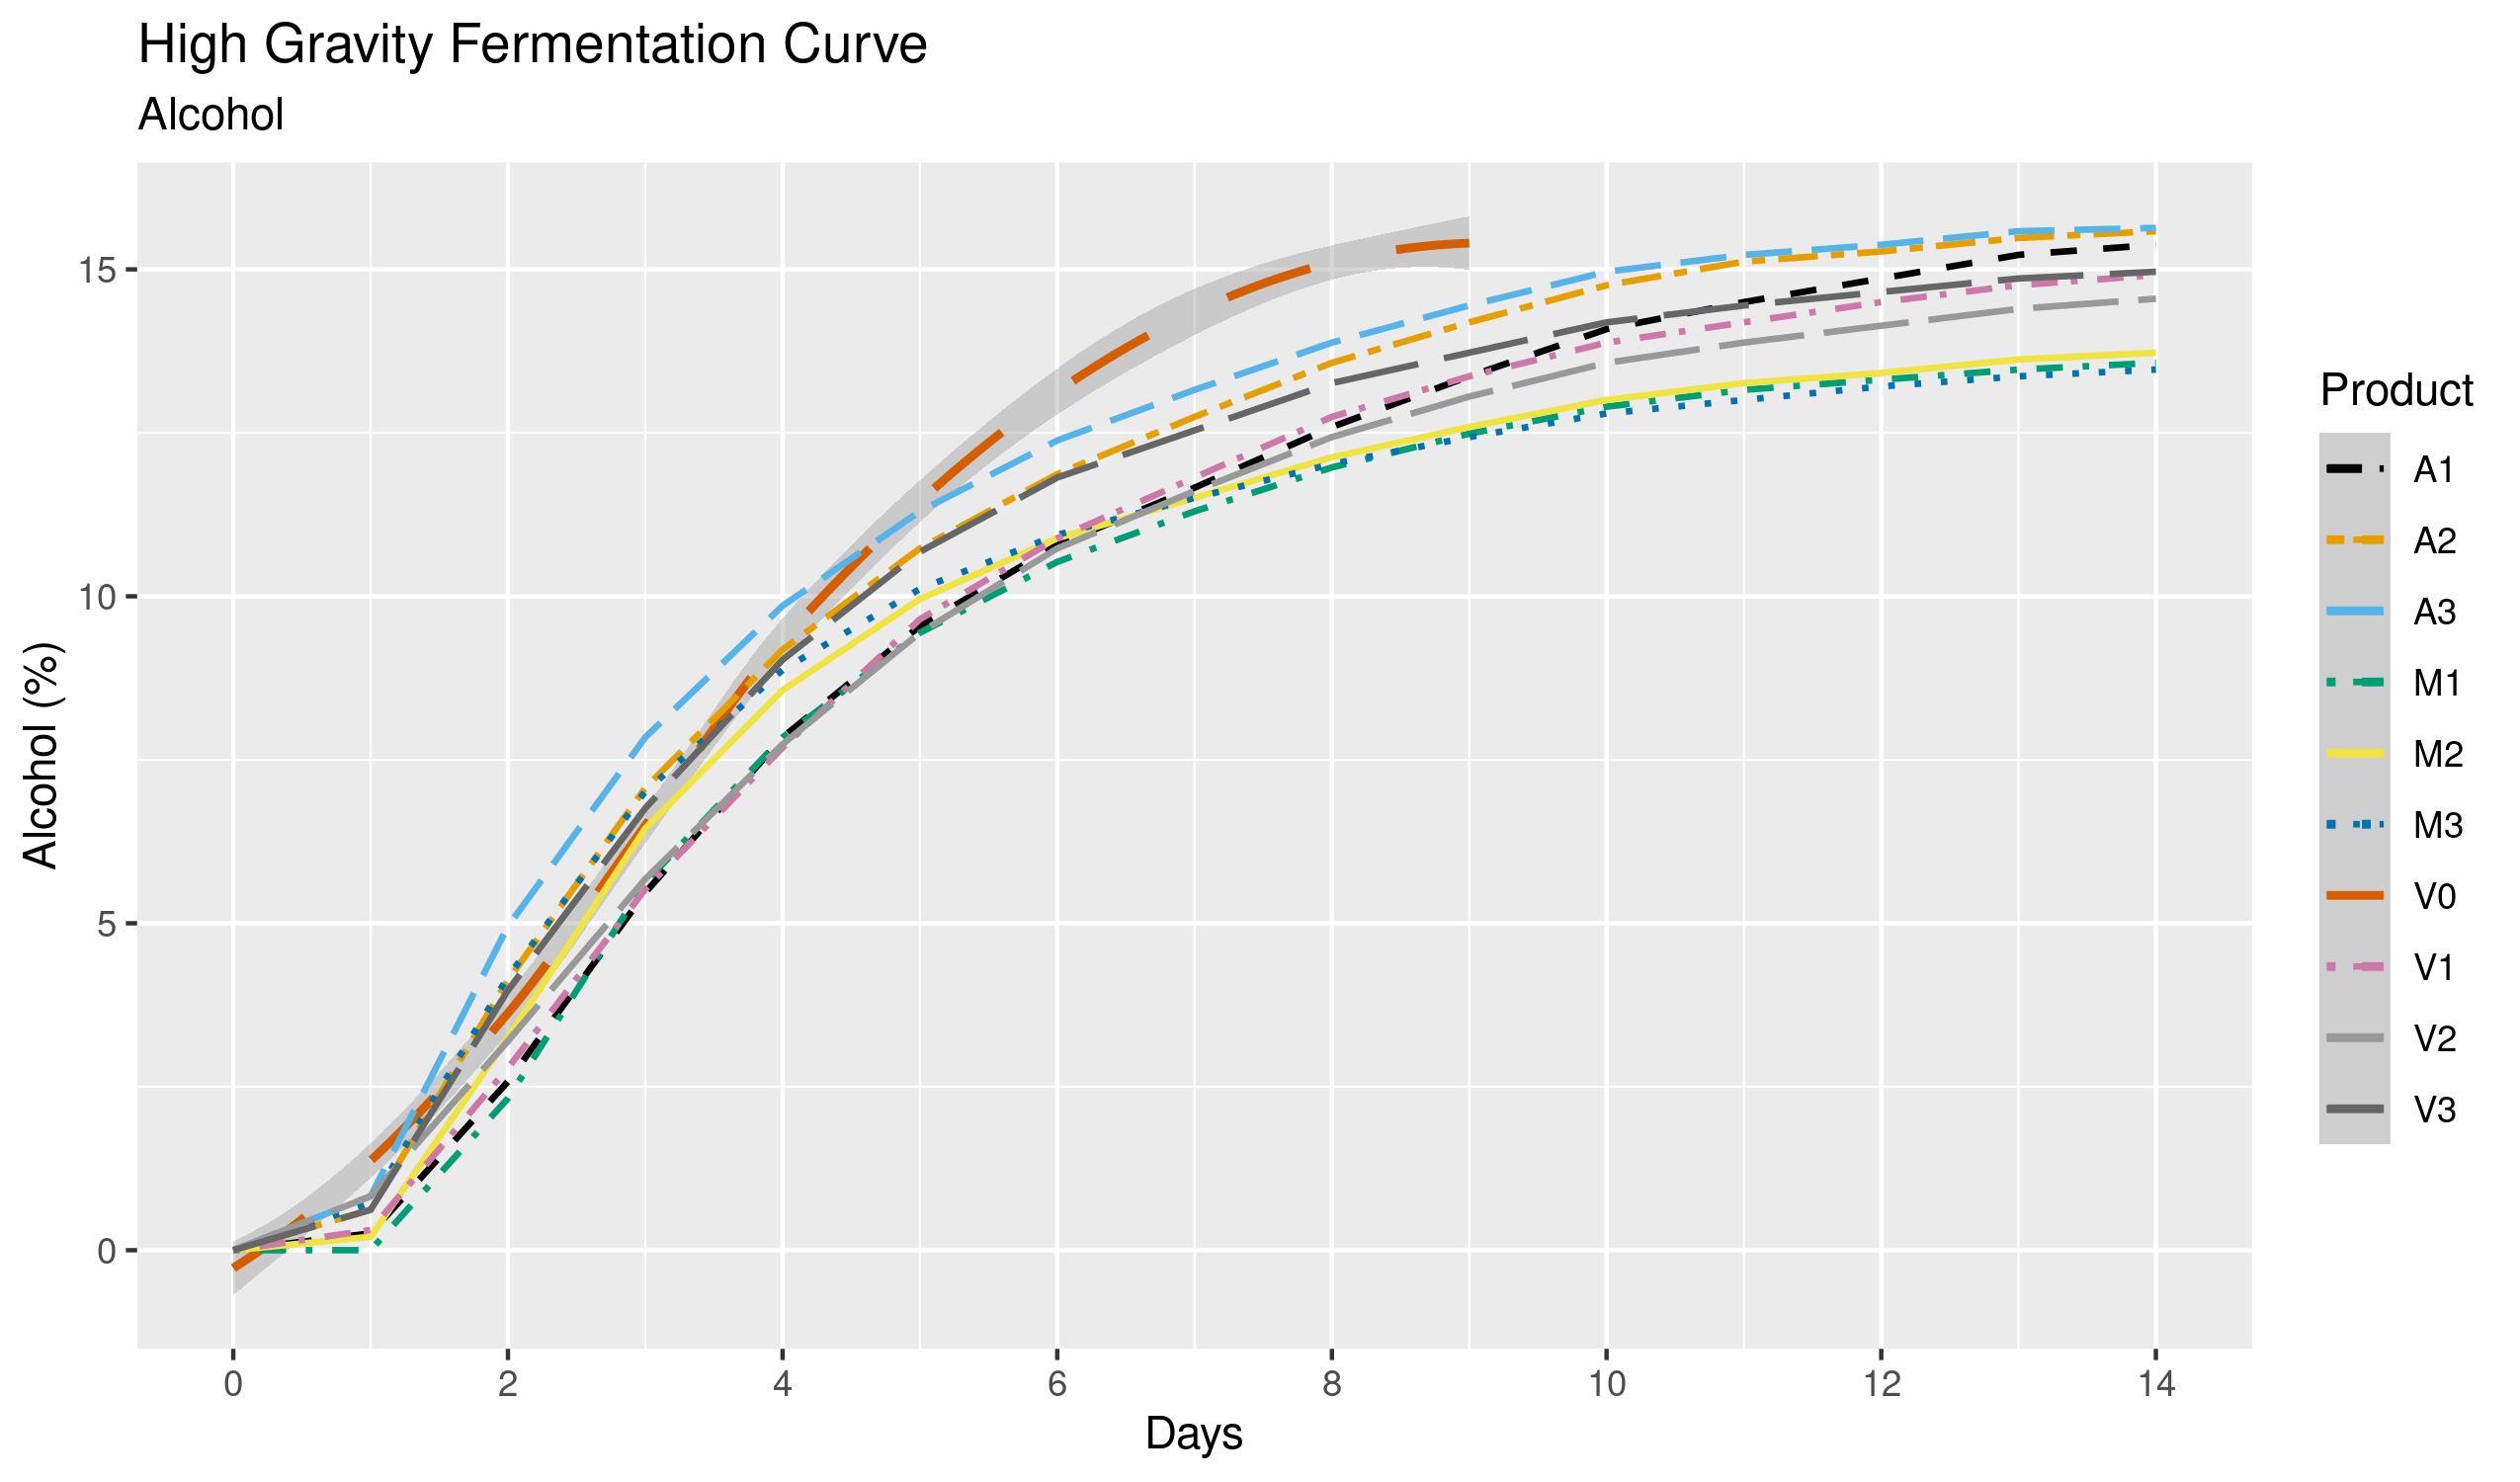 High Gravity Fermentation Curve
Alcohol
Alcohol (%)
15
10
5
0
0 2 4 6 8 10 12 14
Days
Product
A1
A2
A3
M1
M2
M3
V0
V1
V2
V3